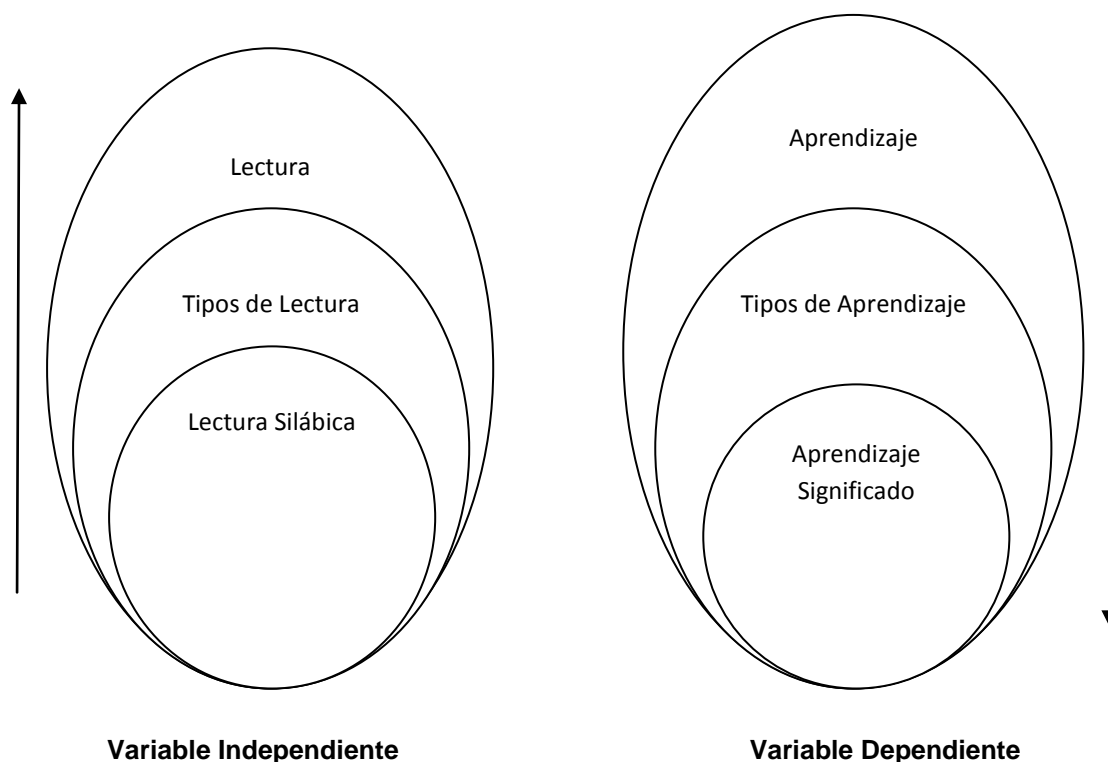 Lectura
Tipos de Lectura
Lectura Silábica
Variable Independiente
Aprendizaje
Tipos de Aprendizaje
Aprendizaje
Significado
Variable Dependiente